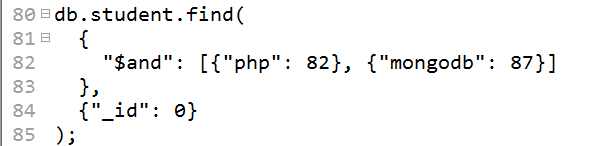 80 db.student.find(
81   {
82     "$and": [{"php": 82}, {"mongodb": 87}]
83   },
84   {"_id": 0}
85 );